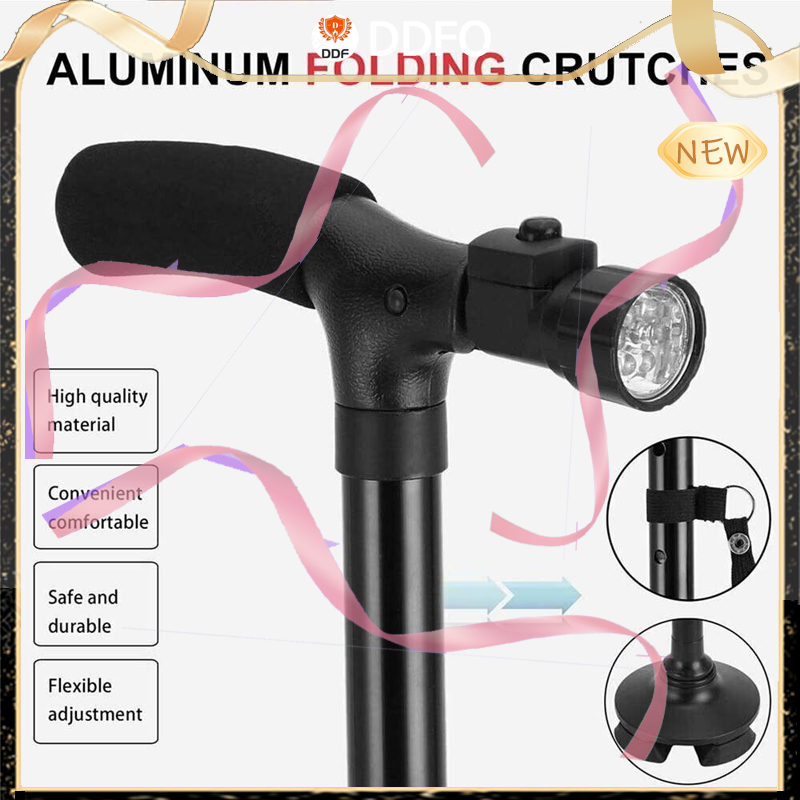 DDFO
DDF
ALUMINUM FOLDING CRUTCHES
NEW
High quality
material
Convenient
comfortable
Safe and
durable
Flexible
adjustment